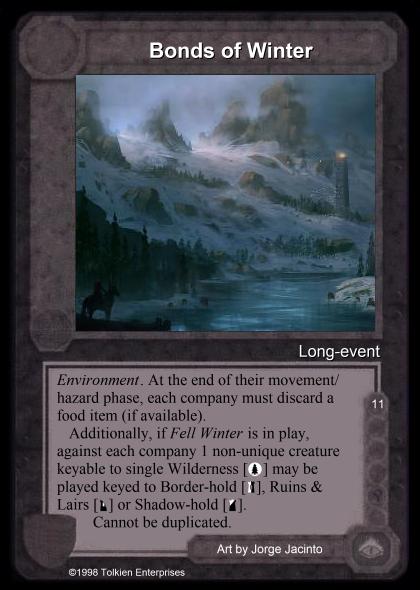 Bonds of Winter
Long-event
Environment. At the end of their movement/
hazard phase, each company must discard a
food item (if available).
Additionally, if Fell Winter is in play,
against each company 1 non-unique creature
keyable to single Wilderness [ ] may be
played keyed to Border-hold [ ], Ruins &
Lairs [ ] or Shadow-hold [ ].
Cannot be duplicated.
11
Art by Jorge Jacinto
©1998 Tolkien Enterprises